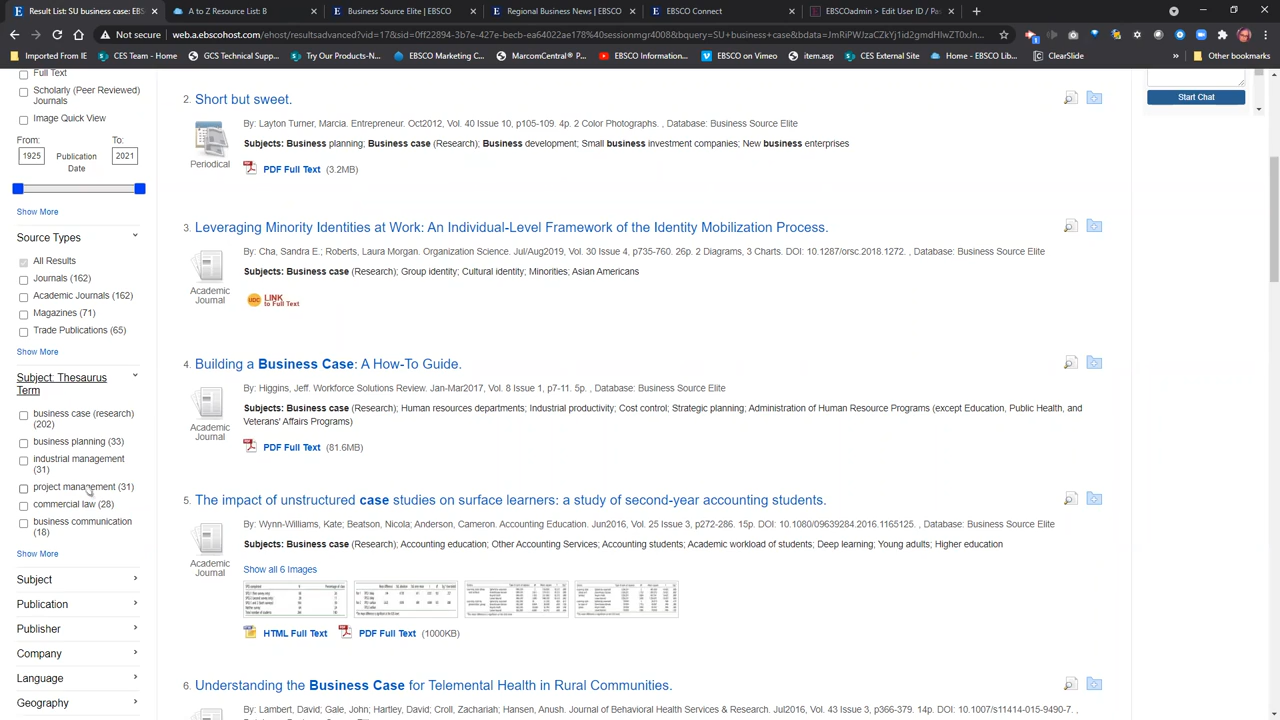 Result List: SU business case: EBS
A to Z Resource List: B
Business Source Elite | EBSCO
Regional Business News | EBSCO
EBSCO Connect
EBSCOadmin > Edit User ID / Pa
Not secure
web.a.ebscohost.com/ehost/resultsadvanced?vid=17&sid=0ff22894-3b7e-427e-becb-ea64022ae178%40sessionmgr4008&bquery=SU+business+case&bdata=JmRiPWJzaCZkYj1id2gmdHlwZT0xJn...
Imported From IE
CES Team - Home
GCS Technical Supp...
Try Our Products-N...
EBSCO Marketing C...
MarcomCentral® P...
EBSCO Information...
Vimeo on EBSCO
item.asp
CES External Site
Home - EBSCO Lib...
ClearSlide
»
Other bookmarks
Full Text
Scholarly (Peer Reviewed)
Journals
Image Quick View
From:
To:
1925
Publication
Date
2021
Show More
Source Types
All Results
Journals (162)
Academic Journals (162)
Magazines (71)
Trade Publications (65)
Show More
Subject: Thesaurus
Term
business case (research)
(202)
business planning (33)
industrial management
(31)
project management (31)
commercial law (28)
business communication
(18)
Show More
Subject
Publication
Publisher
Company
Language
Geography
2. Short but sweet.
Periodical
By: Layton Turner, Marcia. Entrepreneur. Oct2012, Vol. 40 Issue 10, p105-109. 4p. 2 Color Photographs. , Database: Business Source Elite
Subjects: Business planning; Business case (Research); Business development; Small business investment companies; New business enterprises
PDF Full Text (3.2MB)
3. Leveraging Minority Identities at Work: An Individual-Level Framework of the Identity Mobilization Process.
Academic
Journal
By: Cha, Sandra E.; Roberts, Laura Morgan. Organization Science. Jul/Aug2019, Vol. 30 Issue 4, p735-760. 26p. 2 Diagrams, 3 Charts. DOI: 10.1287/orsc.2018.1272. , Database: Business Source Elite
Subjects: Business case (Research); Group identity; Cultural identity; Minorities; Asian Americans
UDC LINK
to Full Text
4. Building a Business Case: A How-To Guide.
Academic
Journal
By: Higgins, Jeff. Workforce Solutions Review. Jan-Mar2017, Vol. 8 Issue 1, p7-11. 5p. , Database: Business Source Elite
Subjects: Business case (Research); Human resources departments; Industrial productivity; Cost control; Strategic planning; Administration of Human Resource Programs (except Education, Public Health, and
Veterans' Affairs Programs)
PDF Full Text (81.6MB)
5. The impact of unstructured case studies on surface learners: a study of second-year accounting students.
Academic
Journal
By: Wynn-Williams, Kate; Beatson, Nicola; Anderson, Cameron. Accounting Education. Jun2016, Vol. 25 Issue 3, p272-286. 15p. DOI: 10.1080/09639284.2016.1165125. , Database: Business Source Elite
Subjects: Business case (Research); Accounting education; Other Accounting Services; Accounting students; Academic workload of students; Deep learning; Young adults; Higher education
Show all 6 Images
HTML Full Text PDF Full Text (1000KB)
6. Understanding the Business Case for Telemental Health in Rural Communities.
By: Lambert, David; Gale, John; Hartley, David; Croll, Zachariah; Hansen, Anush. Journal of Behavioral Health Services & Research. Jul2016, Vol. 43 Issue 3, p366-379. 14p. DOI: 10.1007/s11414-015-9490-7. ,
Start Chat